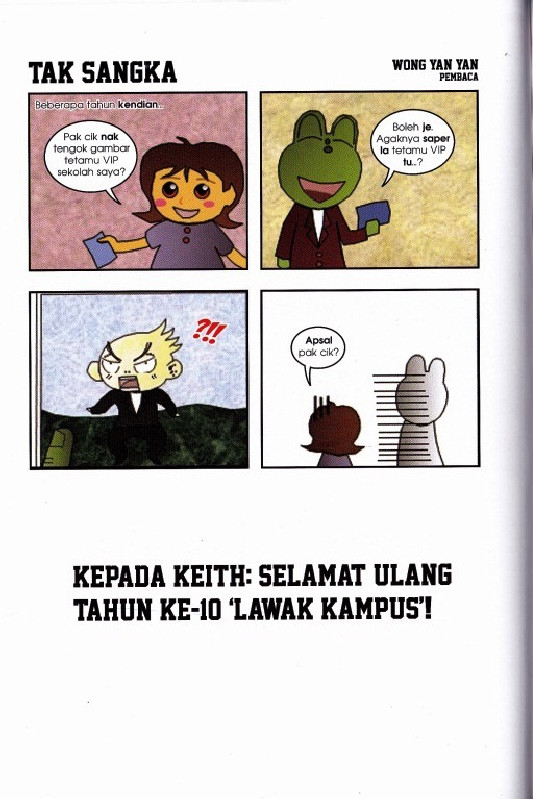 TAK SANGKA
WONG YAN YAN
PEMBACA
Beberapa tahun kendian..
Pak cik nak
tengok gambar
tetamu VIP
sekolah saya?
Boleh je.
Agaknya saper
la tetamu VIP
tu..?
?!!
Apsal
pak cik?
KEPADA KEITH: SELAMAT ULANG
TAHUN KE-10 ‘LAWAK KAMPUS’!